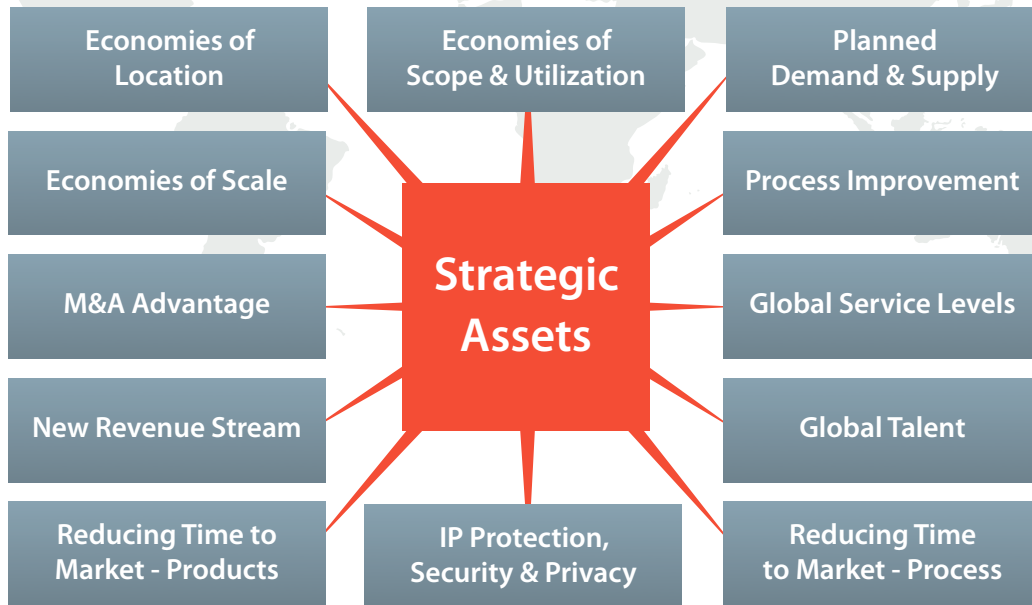 Economies of
Location
Economies of
Scope & Utilization
Planned
Demand & Supply
Economies of Scale
Process Improvement
Strategic
Assets
M&A Advantage
Global Service Levels
New Revenue Stream
Global Talent
Reducing Time to
Market - Products
IP Protection,
Security & Privacy
Reducing Time
to Market - Process